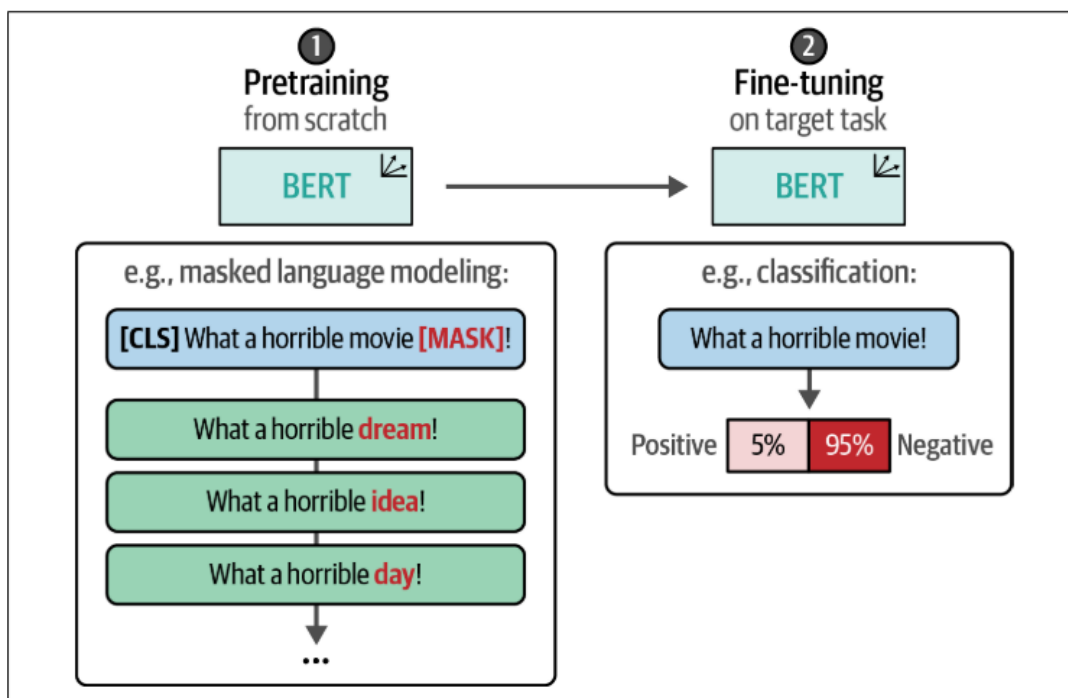 1
Pretraining
from scratch
BERT
e.g., masked language modeling:
[CLS] What a horrible movie [MASK]!
What a horrible dream!
What a horrible idea!
What a horrible day!
...
2
Fine-tuning
on target task
BERT
e.g., classification:
What a horrible movie!
Positive 5% 95% Negative